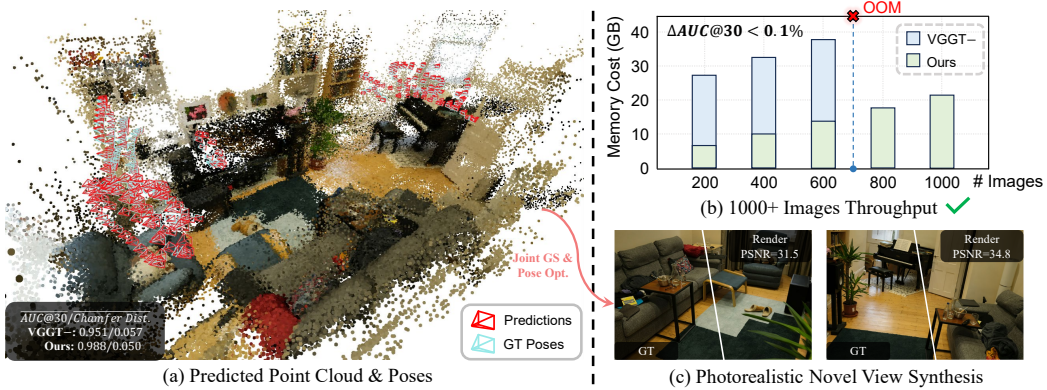 AUC@30/Chamfer Dist.
VGGT−: 0.951/0.057
Ours: 0.988/0.050
Predictions
GT Poses
Joint GS &
Pose Opt.
(a) Predicted Point Cloud & Poses
OOM
ΔAUC@30 < 0.1%
VGGT−
Ours
Memory Cost (GB)
40
30
20
10
0
200 400 600 800 1000 # Images
(b) 1000+ Images Throughput
Render
PSNR=31.5
GT
Render
PSNR=34.8
GT
(c) Photorealistic Novel View Synthesis